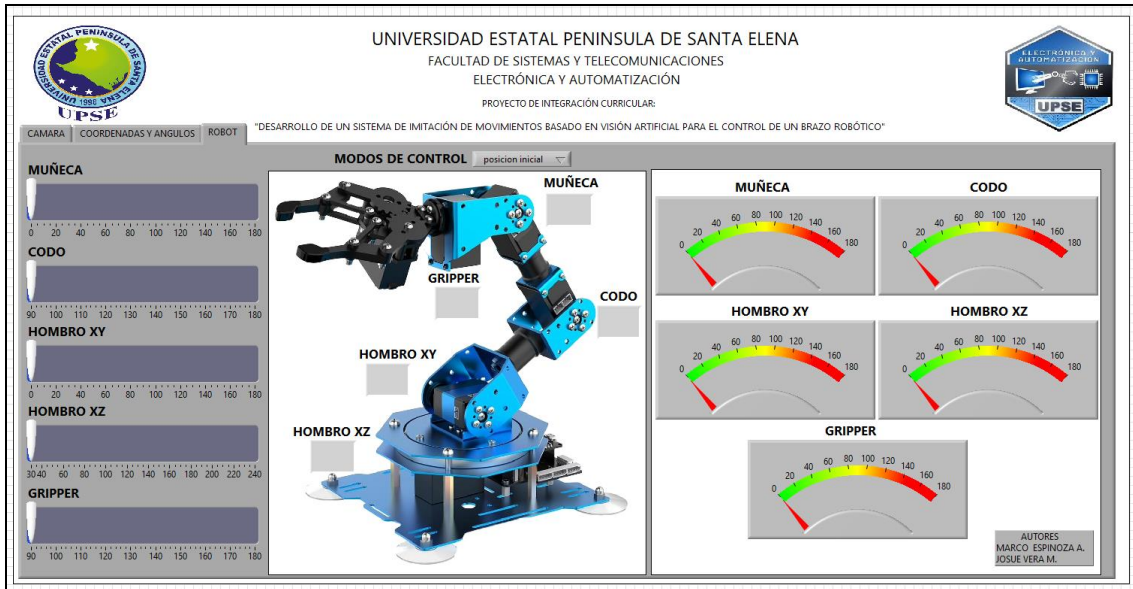 UNIVERSIDAD ESTATAL PENINSULA DE SANTA ELENA
FACULTAD DE SISTEMAS Y TELECOMUNICACIONES
ELECTRÓNICA Y AUTOMATIZACIÓN
PROYECTO DE INTEGRACIÓN CURRICULAR:
"DESARROLLO DE UN SISTEMA DE IMITACIÓN DE MOVIMIENTOS BASADO EN VISIÓN ARTIFICIAL PARA EL CONTROL DE UN BRAZO ROBÓTICO"
UNIVERSIDAD ESTATAL PENINSULA DE SANTA ELENA
1998
UPSE
ELECTRÓNICA Y
AUTOMATIZACIÓN
UPSE
CAMARA COORDENADAS Y ANGULOS ROBOT
MODOS DE CONTROL posicion inicial
MUÑECA
0 20 40 60 80 100 120 140 160 180
CODO
90 100 110 120 130 140 150 160 170 180
HOMBRO XY
0 20 40 60 80 100 120 140 160 180
HOMBRO XZ
30 40 60 80 100 120 140 160 180 200 220 240
GRIPPER
90 100 110 120 130 140 150 160 170 180
MUÑECA
GRIPPER
CODO
HOMBRO XY
HOMBRO XZ
MUÑECA
0 20 40 60 80 100 120 140 160 180
CODO
0 20 40 60 80 100 120 140 160 180
HOMBRO XY
0 20 40 60 80 100 120 140 160 180
HOMBRO XZ
0 20 40 60 80 100 120 140 160 180
GRIPPER
0 20 40 60 80 100 120 140 160 180
AUTORES
MARCO ESPINOZA A.
JOSUE VERA M.